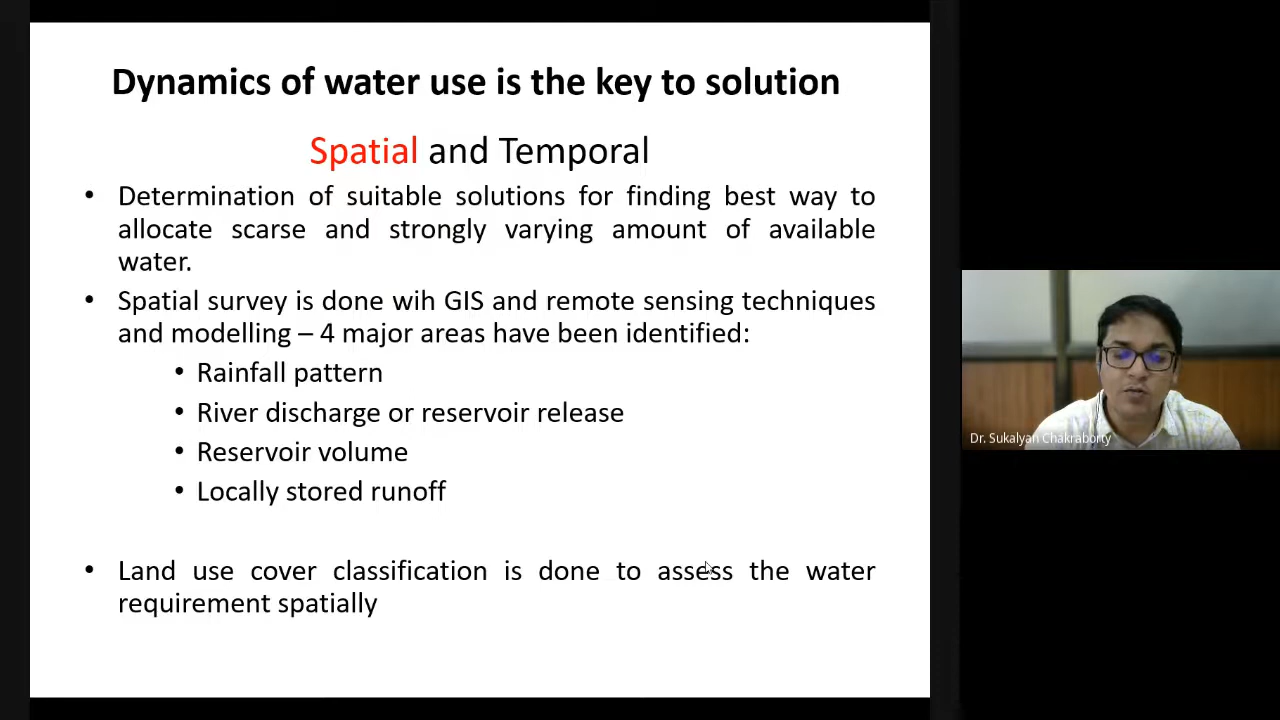 Dynamics of water use is the key to solution
Spatial and Temporal
• Determination of suitable solutions for finding best way to
allocate scarse and strongly varying amount of available
water.
• Spatial survey is done wih GIS and remote sensing techniques
and modelling – 4 major areas have been identified:
• Rainfall pattern
• River discharge or reservoir release
• Reservoir volume
• Locally stored runoff
• Land use cover classification is done to assess the water
requirement spatially
Dr. Sukalyan Chakraborty